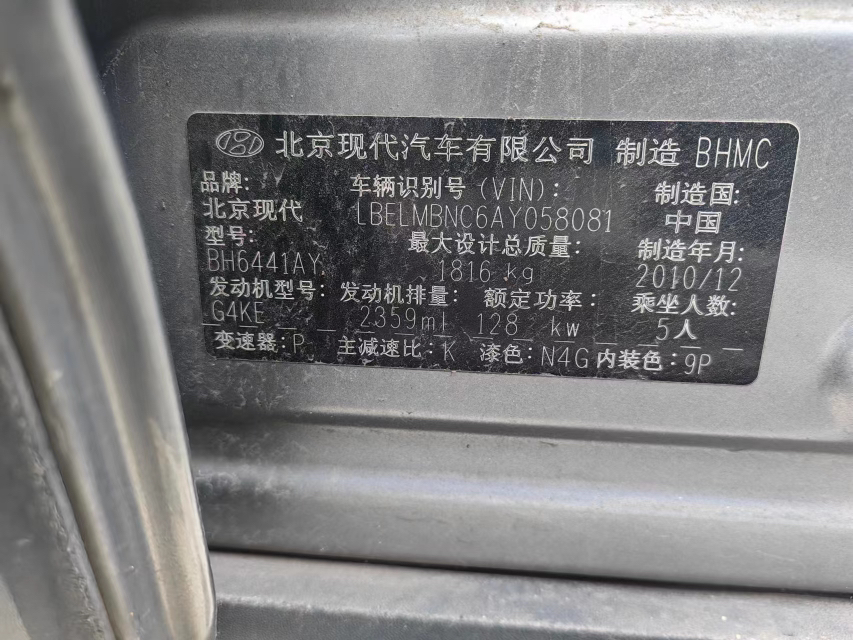 北京现代汽车有限公司 制造 BHMC
品牌: 车辆识别号 (VIN): 制造国:
北京现代 LBELMBNC6AY058081 中国
型号: 最大设计总质量: 制造年月:
BH6441AY 1816 kg 2010/12
发动机型号: 发动机排量: 额定功率: 乘坐人数:
G4KE 2359ml 128 kw 5人
变速器:P 主减速比:K 漆色:N4G 内装色:9P